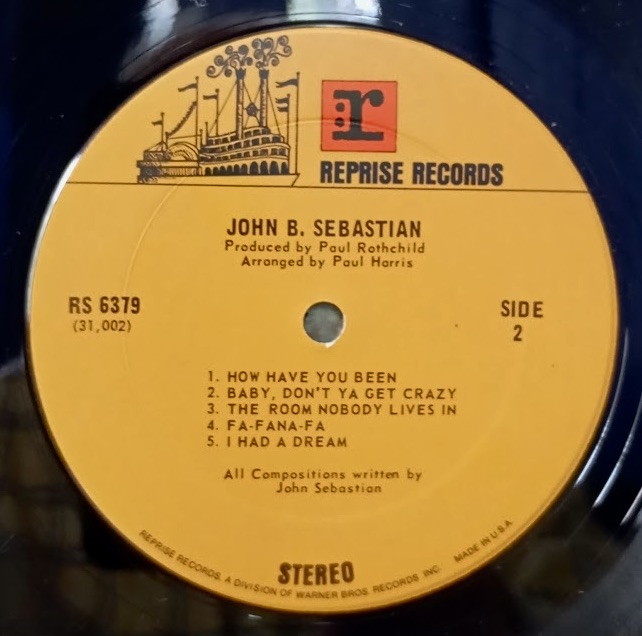 :r
REPRISE RECORDS
JOHN B. SEBASTIAN
Produced by Paul Rothchild
Arranged by Paul Harris
RS 6379
(31,002)
SIDE
2
1. HOW HAVE YOU BEEN
2. BABY, DON'T YA GET CRAZY
3. THE ROOM NOBODY LIVES IN
4. FA-FANA-FA
5. I HAD A DREAM
All Compositions written by
John Sebastian
STEREO
REPRISE RECORDS, A DIVISION OF WARNER BROS. RECORDS INC. MADE IN U.S.A.